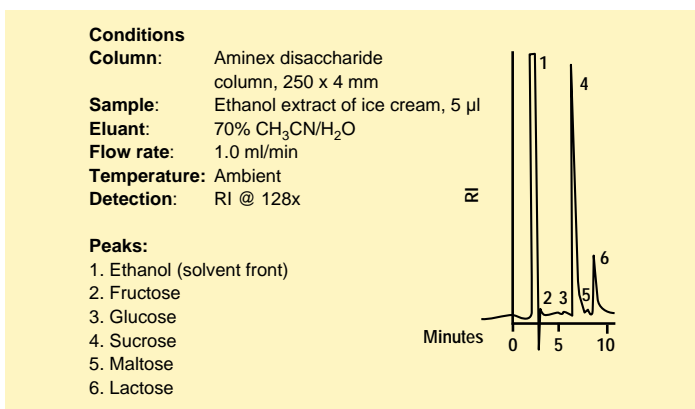 Conditions
Column: Aminex disaccharide
column, 250 x 4 mm
Sample: Ethanol extract of ice cream, 5 µl
Eluant: 70% CH₃CN/H₂O
Flow rate: 1.0 ml/min
Temperature: Ambient
Detection: RI @ 128x
Peaks:
1. Ethanol (solvent front)
2. Fructose
3. Glucose
4. Sucrose
5. Maltose
6. Lactose
1
4
RI
6
2 3 5
Minutes 0 5 10